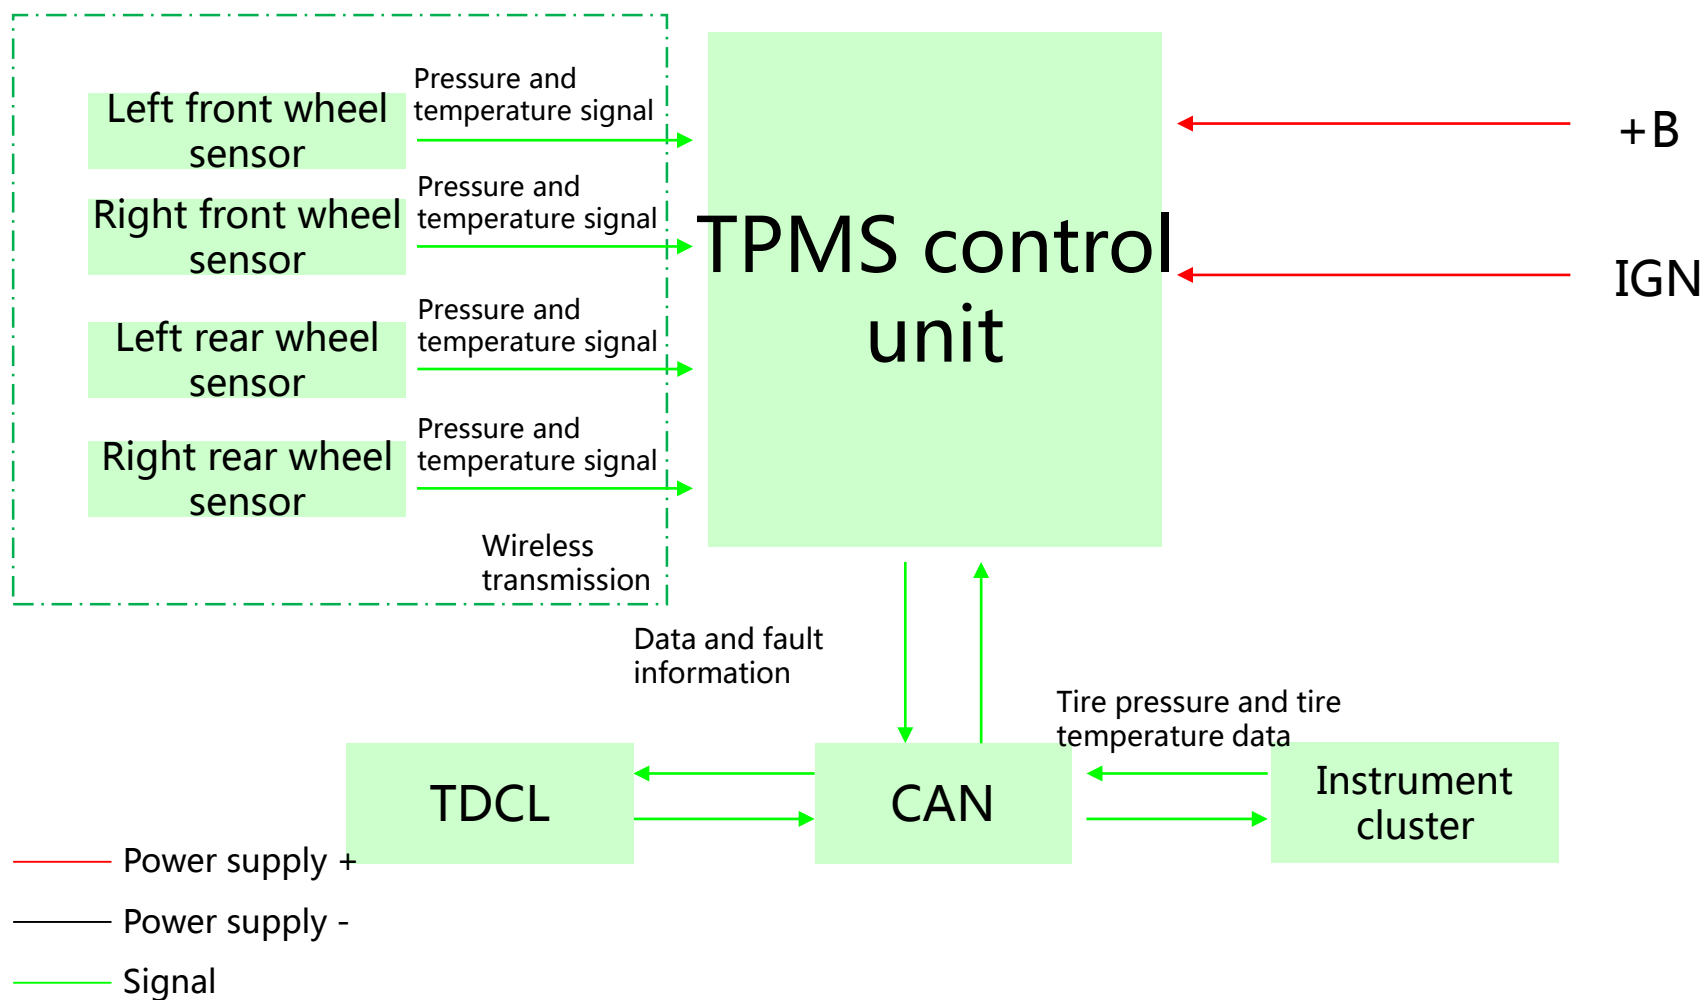 Left front wheel
sensor
Pressure and
temperature signal
Right front wheel
sensor
Pressure and
temperature signal
Left rear wheel
sensor
Pressure and
temperature signal
Right rear wheel
sensor
Pressure and
temperature signal
Wireless
transmission
TPMS control
unit
+B
IGN
Data and fault
information
Tire pressure and tire
temperature data
TDCL
CAN
Instrument
cluster
Power supply +
Power supply -
Signal